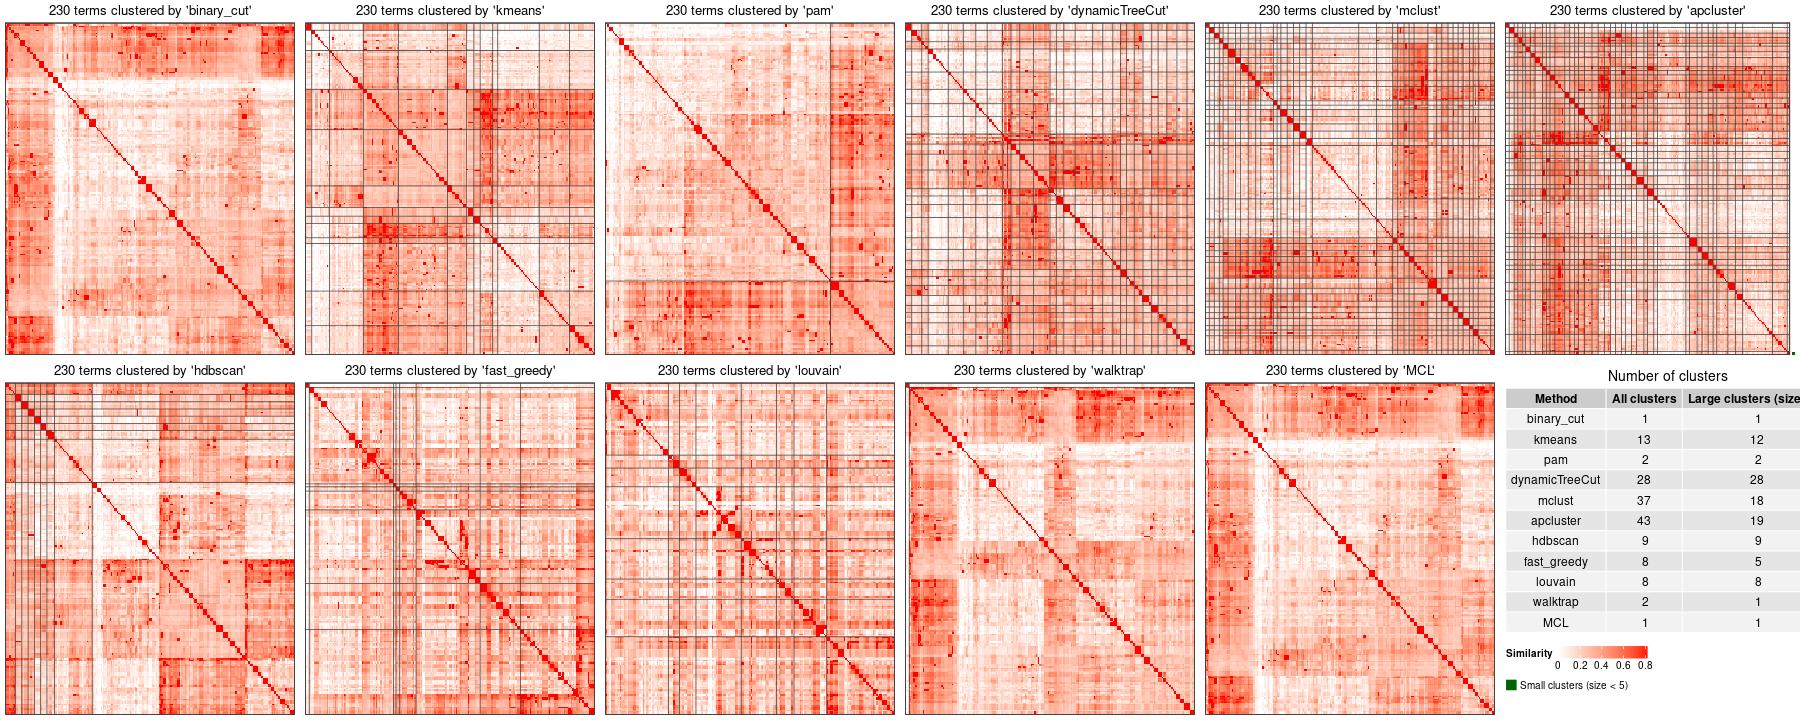 230 terms clustered by 'binary_cut'
230 terms clustered by 'kmeans'
230 terms clustered by 'pam'
230 terms clustered by 'dynamicTreeCut'
230 terms clustered by 'mclust'
230 terms clustered by 'apcluster'
230 terms clustered by 'hdbscan'
230 terms clustered by 'fast_greedy'
230 terms clustered by 'louvain'
230 terms clustered by 'walktrap'
230 terms clustered by 'MCL'
Number of clusters
Method All clusters Large clusters (size
binary_cut 1 1
kmeans 13 12
pam 2 2
dynamicTreeCut 28 28
mclust 37 18
apcluster 43 19
hdbscan 9 9
fast_greedy 8 5
louvain 8 8
walktrap 2 1
MCL 1 1
Similarity
0 0.2 0.4 0.6 0.8
Small clusters (size < 5)